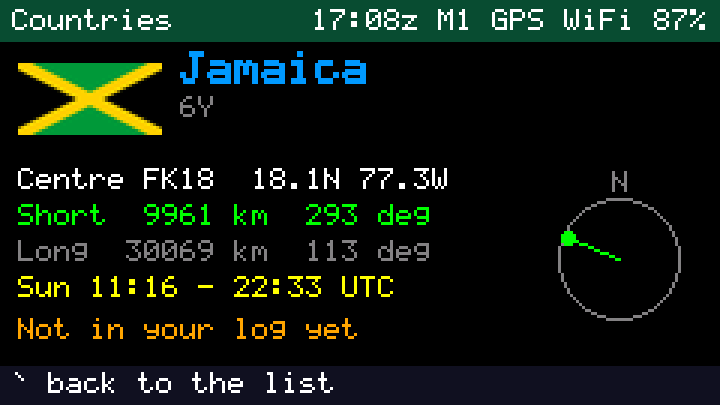 Countries 17:08z M1 GPS WiFi 87%
Jamaica
6Y
Centre FK18 18.1N 77.3W
Short 9961 km 293 deg
N
Long 30069 km 113 deg
Sun 11:16 - 22:33 UTC
Not in your log yet
` back to the list